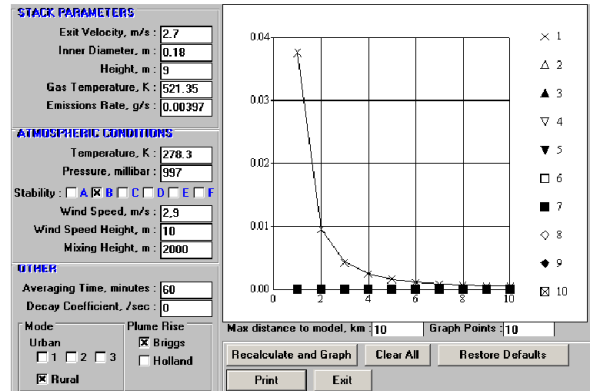 STACK PARAMETERS
Exit Velocity, m/s : 2.7
Inner Diameter, m : 0.18
Height, m : 9
Gas Temperature, K : 521.35
Emissions Rate, g/s : 0.00397
ATMOSPHERIC CONDITIONS
Temperature, K : 278.3
Pressure, millibar : 997
Stability : A B C D E F
Wind Speed, m/s : 2,9
Wind Speed Height, m : 10
Mixing Height, m : 2000
OTHER
Averaging Time, minutes : 60
Decay Coefficient, /sec : 0
Mode
Urban
1 2 3
Rural
Plume Rise
Briggs
Holland
0.04
0.03
0.02
0.01
0.00
0 2 4 6 8 10
1
2
3
4
5
6
7
8
9
10
Max distance to model, km : 10 Graph Points : 10
Recalculate and Graph Clear All Restore Defaults
Print Exit